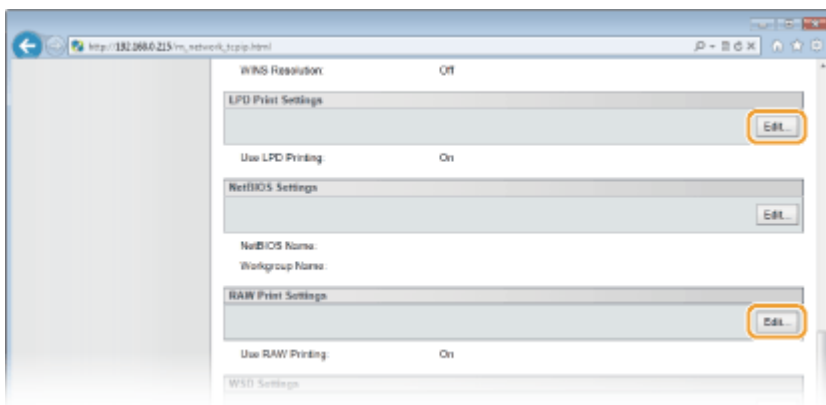 http://192.168.0.215/m_network_tcpip.html
WINS Resolution: Off
LPD Print Settings
Edit...
Use LPD Printing: On
NetBIOS Settings
Edit...
NetBIOS Name:
Workgroup Name:
RAW Print Settings
Edit...
Use RAW Printing: On
WSD Settings